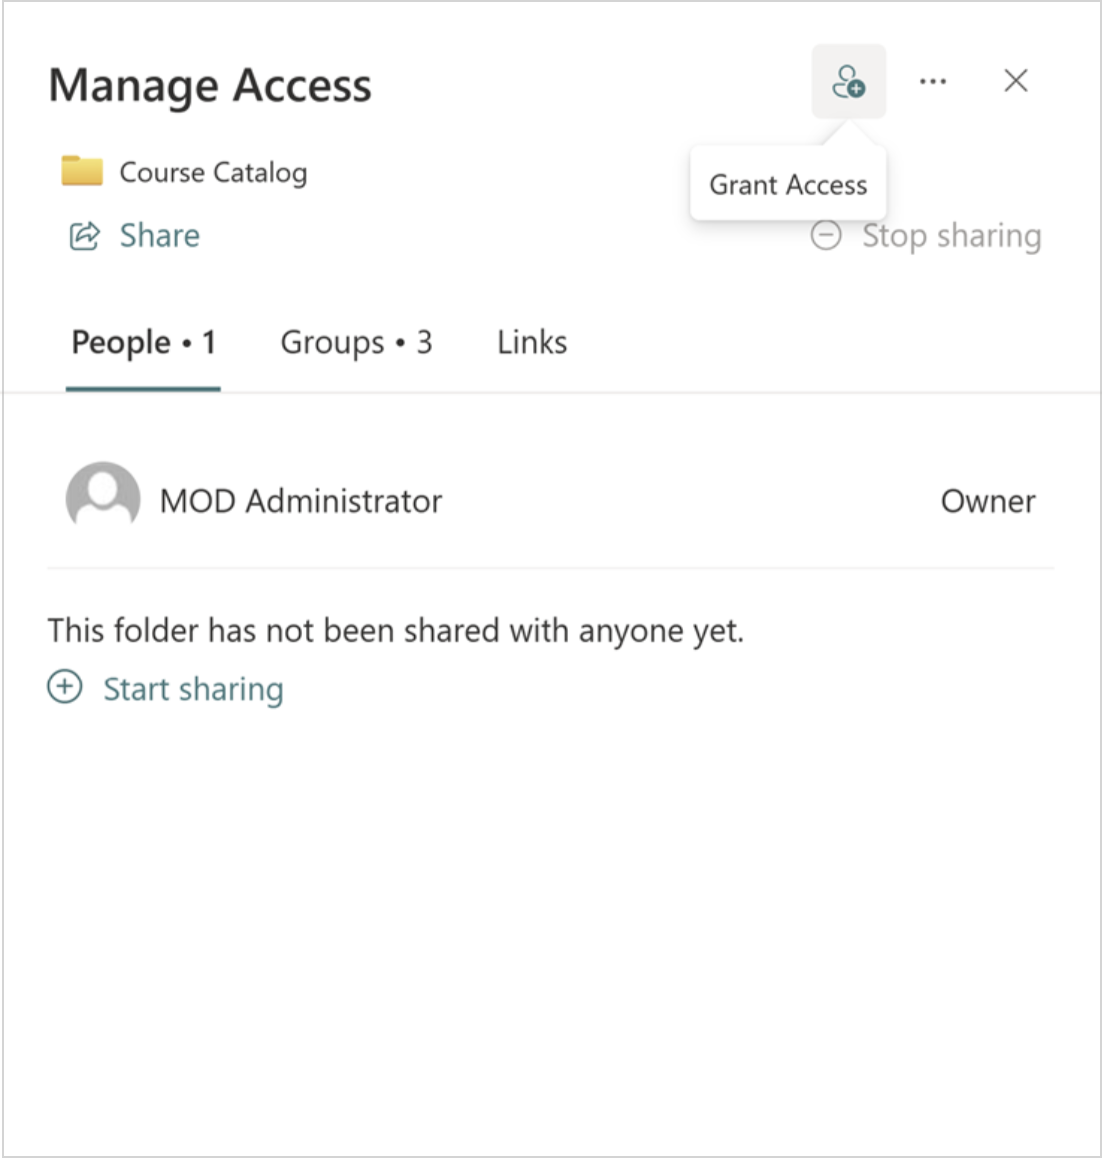 Manage Access
Course Catalog
Grant Access
Share
Stop sharing
People • 1
Groups • 3
Links
MOD Administrator
Owner
This folder has not been shared with anyone yet.
Start sharing